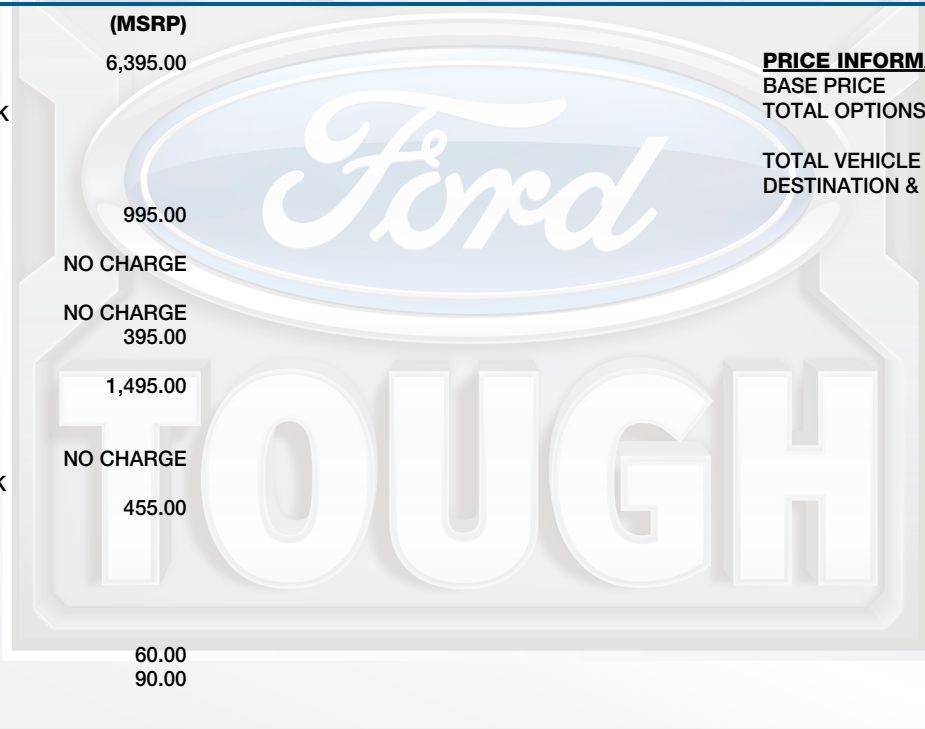 (MSRP)
6,395.00
K
995.00
NO CHARGE
NO CHARGE
395.00
1,495.00
NO CHARGE
K
455.00
60.00
90.00
PRICE INFORM
BASE PRICE
TOTAL OPTIONS
TOTAL VEHICLE
DESTINATION &
Ford
TOUGH